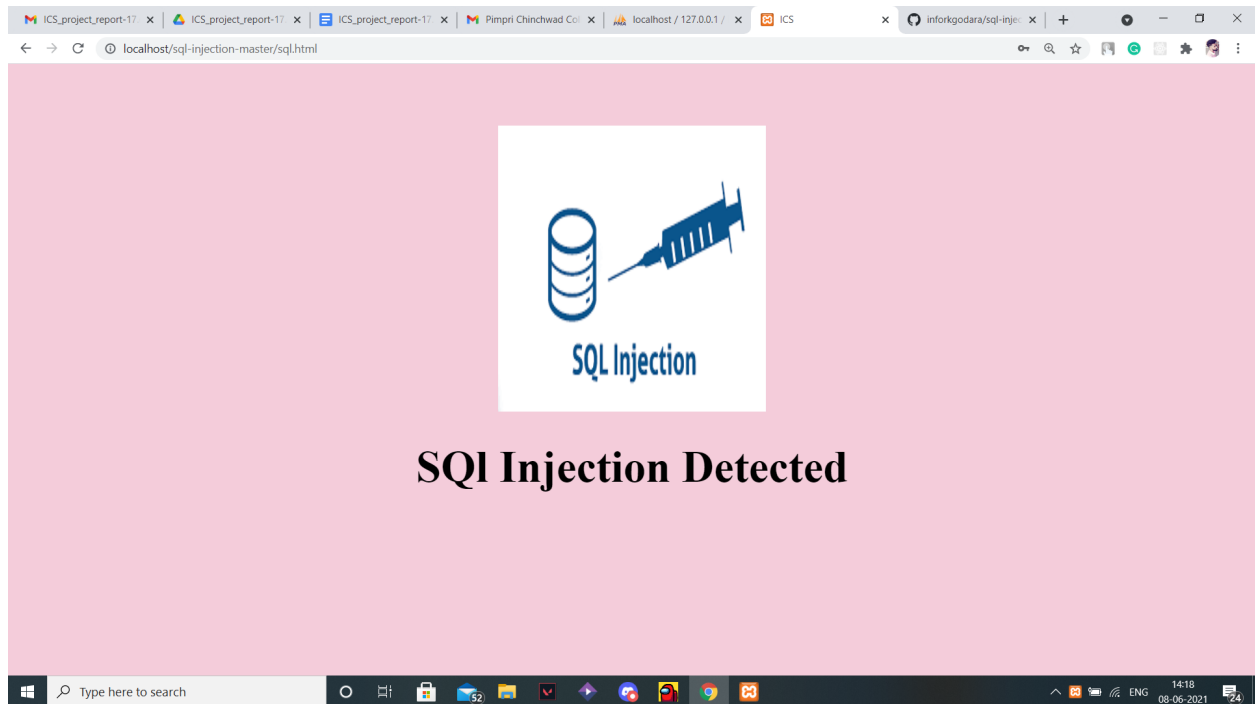 ICS_project_report-17
ICS_project_report-17
ICS_project_report-17
Pimpri Chinchwad Col
localhost / 127.0.0.1 /
ICS
inforkgodara/sql-injec
localhost/sql-injection-master/sql.html
SQL Injection
SQl Injection Detected
Type here to search
52
ENG
14:18
08-06-2021
24